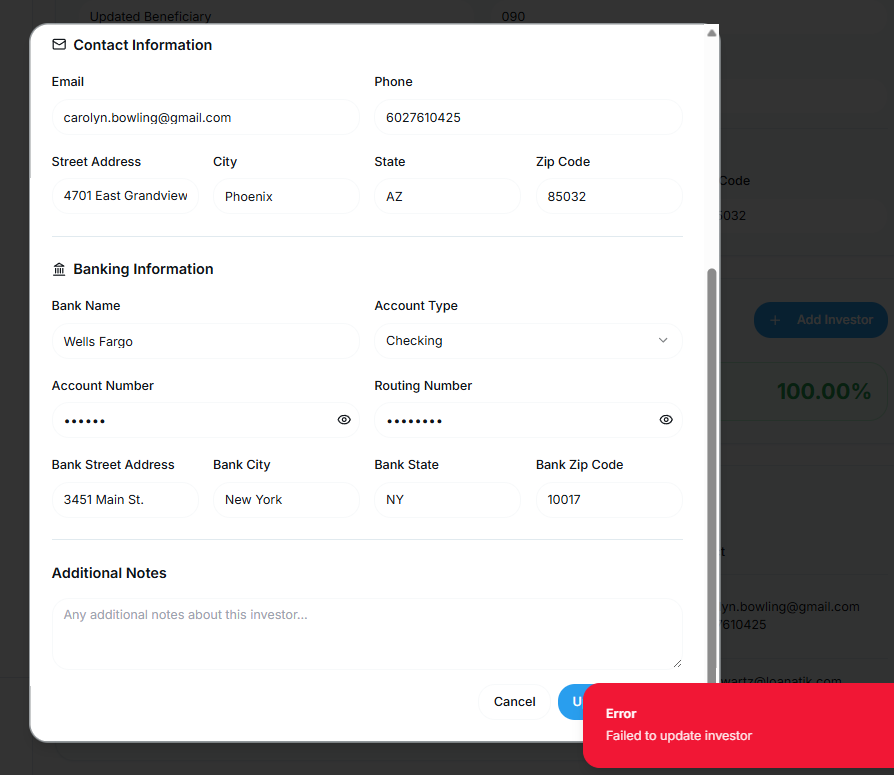 Updated Beneficiary 090
Contact Information
Email Phone
carolyn.bowling@gmail.com 6027610425
Street Address City State Zip Code
4701 East Grandview Phoenix AZ 85032
Code
5032
Banking Information
Bank Name Account Type
Wells Fargo Checking
+ Add Investor
Account Number Routing Number
•••••• ••••••••
100.00%
Bank Street Address Bank City Bank State Bank Zip Code
3451 Main St. New York NY 10017
t
Additional Notes
Any additional notes about this investor...
yn.bowling@gmail.com
7610425
wartz@loanatik.com
Cancel U
Error
Failed to update investor